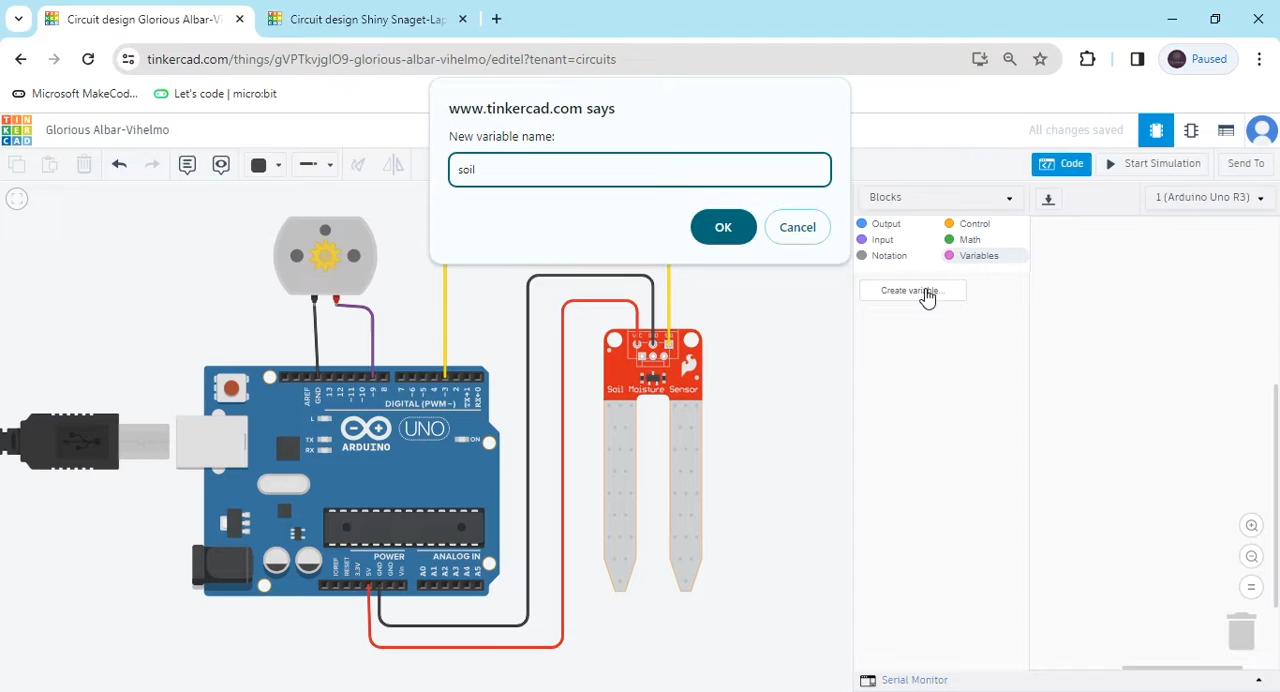 Circuit design Glorious Albar-Vi
Circuit design Shiny Snaget-Lap
tinkercad.com/things/gVPTkvjgIO9-glorious-albar-vihelmo/editel?tenant=circuits
Paused
Microsoft MakeCod...
Let's code | micro:bit
www.tinkercad.com says
New variable name:
soil
OK
Cancel
TIN
KER
CAD
Glorious Albar-Vihelmo
All changes saved
Code
Start Simulation
Send To
Blocks
1 (Arduino Uno R3)
Output
Control
Input
Math
Notation
Variables
Create variable...
AREF
GND
13
12
~11
~10
~9
8
7
~6
~5
4
~3
2
TX→1
RX←0
DIGITAL (PWM~)
L
TX
RX
ARDUINO
UNO
ON
Soil Moisture Sensor
POWER
ANALOG IN
IOREF
RESET
3.3V
5V
GND
GND
Vin
A0
A1
A2
A3
A4
A5
Serial Monitor